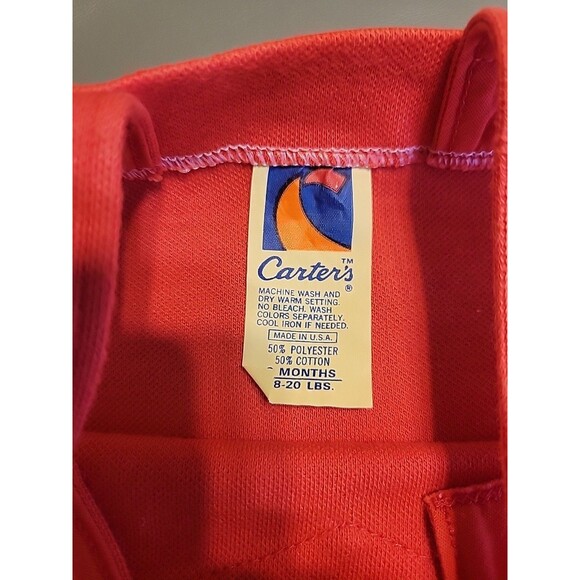 Carter's™
®
MACHINE WASH AND
DRY WARM SETTING.
NO BLEACH. WASH
COLORS SEPARATELY.
COOL IRON IF NEEDED.
MADE IN U.S.A.
50% POLYESTER
50% COTTON
MONTHS
8-20 LBS.